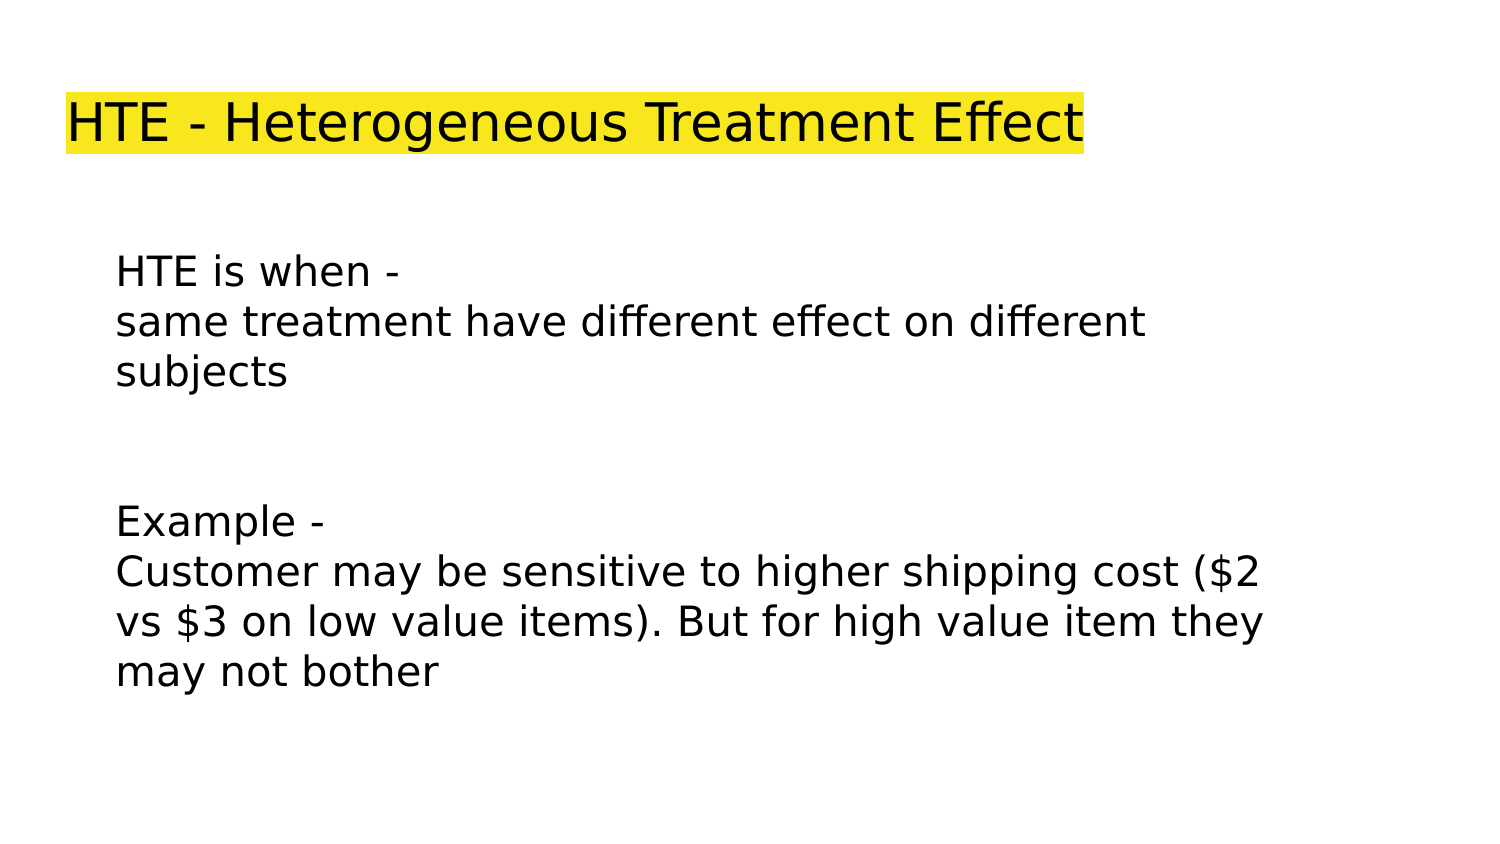 HTE - Heterogeneous Treatment Effect
HTE is when -
same treatment have different effect on different
subjects
Example -
Customer may be sensitive to higher shipping cost ($2
vs $3 on low value items). But for high value item they
may not bother